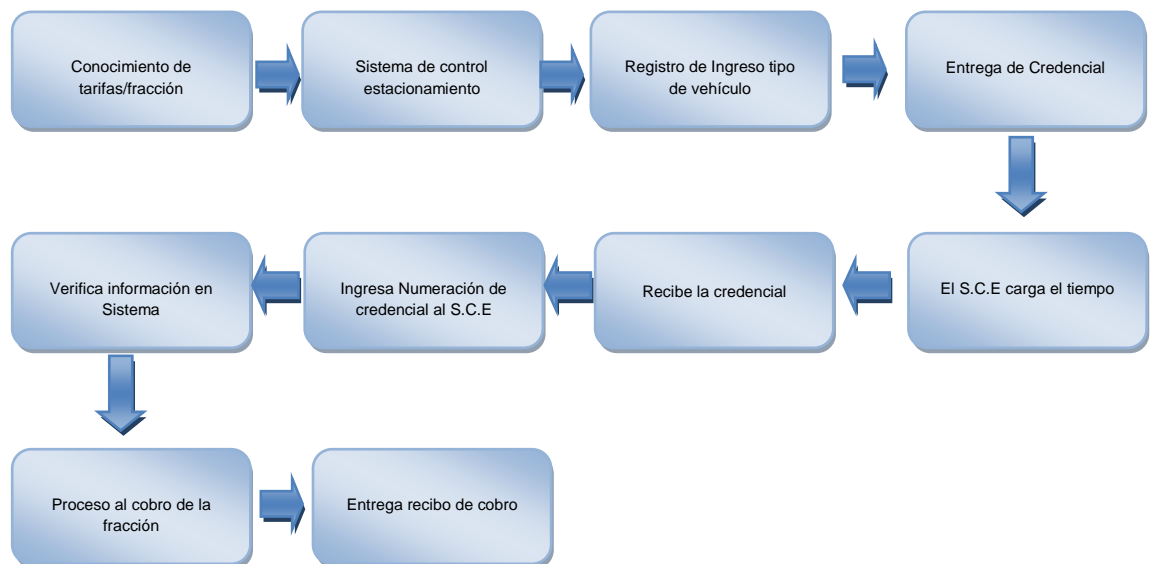 Conocimiento de
tarifas/fracción
Sistema de control
estacionamiento
Registro de Ingreso tipo
de vehículo
Entrega de Credencial
Verifica información en
Sistema
Ingresa Numeración de
credencial al S.C.E
Recibe la credencial
El S.C.E carga el tiempo
Proceso al cobro de la
fracción
Entrega recibo de cobro